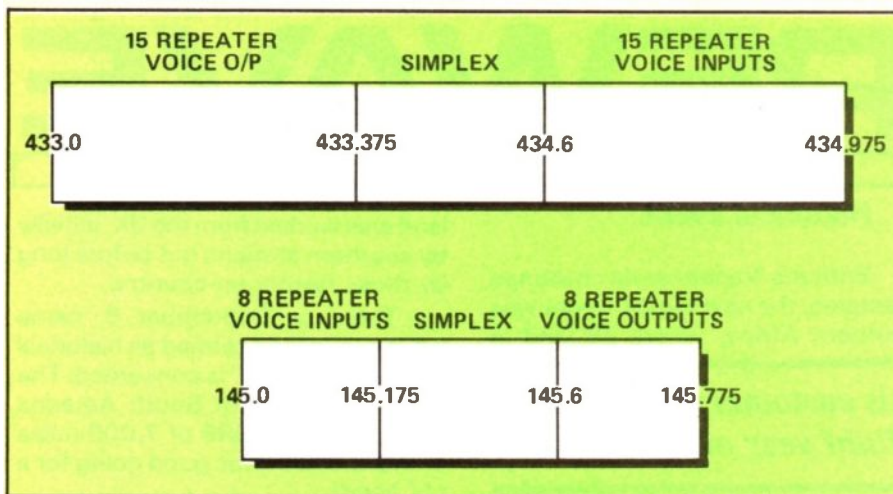 15 REPEATER VOICE O/P
SIMPLEX
15 REPEATER VOICE INPUTS
433.0 433.375 434.6 434.975
8 REPEATER VOICE INPUTS
SIMPLEX
8 REPEATER VOICE OUTPUTS
145.0 145.175 145.6 145.775